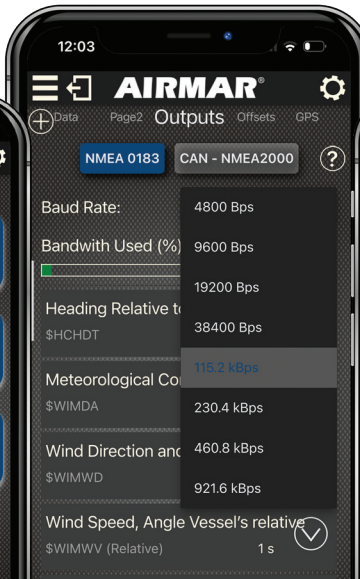 12:03
AIRMAR®
Data Page2 Outputs Offsets GPS
NMEA 0183 CAN - NMEA2000 ?
Baud Rate:
4800 Bps
Bandwith Used (%)
9600 Bps
19200 Bps
Heading Relative to
38400 Bps
$HCHDT
115.2 kBps
Meteorological Co
$WIMDA
230.4 kBps
Wind Direction and
460.8 kBps
$WIMWD
921.6 kBps
Wind Speed, Angle Vessel's relative
$WIMWV (Relative) 1 s